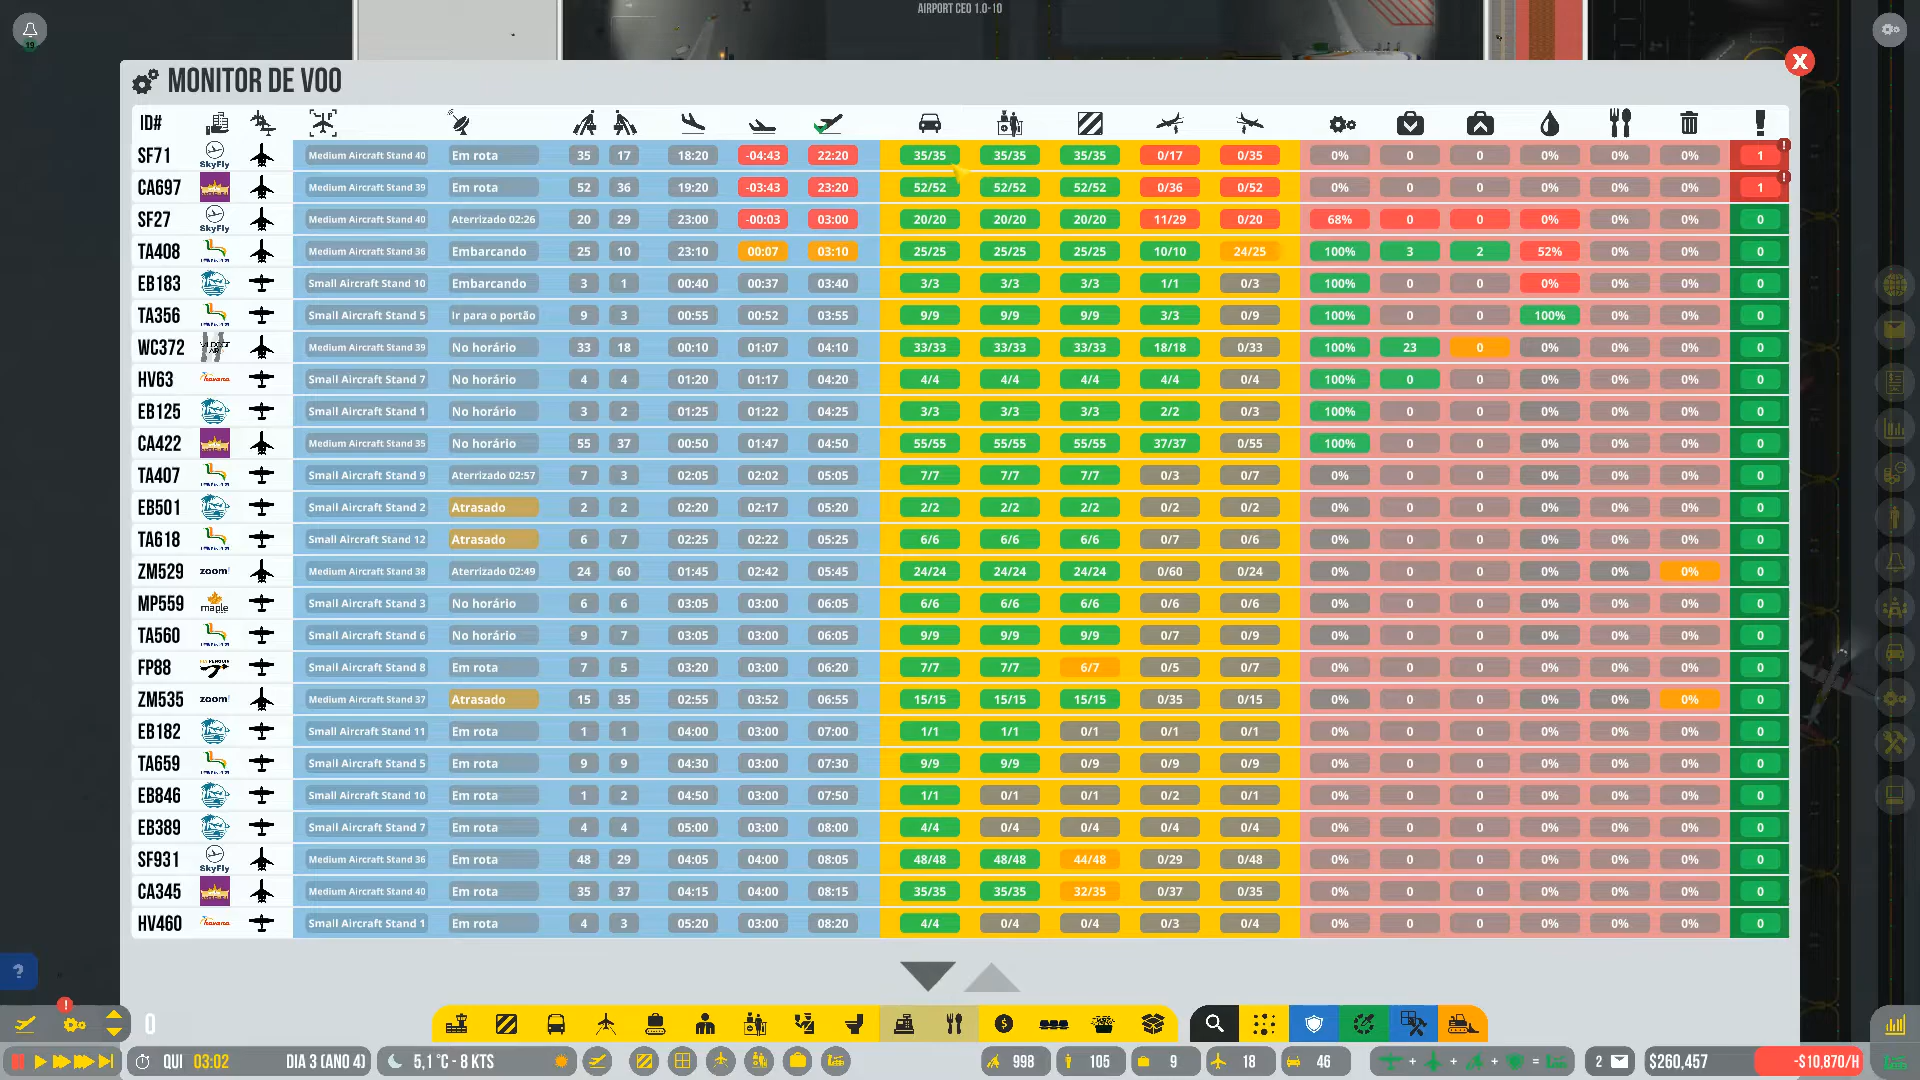 AIRPORT CEO 1.0-10
MONITOR DE VOO
X
ID#
SF71 SkyFly Medium Aircraft Stand 40 Em rota 35 17 18:20 -04:43 22:20 35/35 35/35 35/35 0/17 0/35 0% 0 0 0% 0% 0% 1 !
CA697 Medium Aircraft Stand 39 Em rota 52 36 19:20 -03:43 23:20 52/52 52/52 52/52 0/36 0/52 0% 0 0 0% 0% 0% 1 !
SF27 SkyFly Medium Aircraft Stand 40 Aterrizado 02:26 20 29 23:00 -00:03 03:00 20/20 20/20 20/20 11/29 0/20 68% 0 0 0% 0% 0% 0
TA408 Medium Aircraft Stand 36 Embarcando 25 10 23:10 00:07 03:10 25/25 25/25 25/25 10/10 24/25 100% 3 2 52% 0% 0% 0
EB183 Small Aircraft Stand 10 Embarcando 3 1 00:40 00:37 03:40 3/3 3/3 3/3 1/1 0/3 100% 0 0 0% 0% 0% 0
TA356 Small Aircraft Stand 5 Ir para o portão 9 3 00:55 00:52 03:55 9/9 9/9 9/9 3/3 0/9 100% 0 0 100% 0% 0% 0
WC372 Medium Aircraft Stand 39 No horário 33 18 00:10 01:07 04:10 33/33 33/33 33/33 18/18 0/33 100% 23 0 0% 0% 0% 0
HV63 havana Small Aircraft Stand 7 No horário 4 4 01:20 01:17 04:20 4/4 4/4 4/4 4/4 0/4 100% 0 0 0% 0% 0% 0
EB125 Small Aircraft Stand 1 No horário 3 2 01:25 01:22 04:25 3/3 3/3 3/3 2/2 0/3 100% 0 0 0% 0% 0% 0
CA422 Medium Aircraft Stand 35 No horário 55 37 00:50 01:47 04:50 55/55 55/55 55/55 37/37 0/55 100% 0 0 0% 0% 0% 0
TA407 Small Aircraft Stand 9 Aterrizado 02:57 7 3 02:05 02:02 05:05 7/7 7/7 7/7 0/3 0/7 0% 0 0 0% 0% 0% 0
EB501 Small Aircraft Stand 2 Atrasado 2 2 02:20 02:17 05:20 2/2 2/2 2/2 0/2 0/2 0% 0 0 0% 0% 0% 0
TA618 Small Aircraft Stand 12 Atrasado 6 7 02:25 02:22 05:25 6/6 6/6 6/6 0/7 0/6 0% 0 0 0% 0% 0% 0
ZM529 zoom! Medium Aircraft Stand 38 Aterrizado 02:49 24 60 01:45 02:42 05:45 24/24 24/24 24/24 0/60 0/24 0% 0 0 0% 0% 0% 0
MP559 maple Small Aircraft Stand 3 No horário 6 6 03:05 03:00 06:05 6/6 6/6 6/6 0/6 0/6 0% 0 0 0% 0% 0% 0
TA560 Small Aircraft Stand 6 No horário 9 7 03:05 03:00 06:05 9/9 9/9 9/9 0/7 0/9 0% 0 0 0% 0% 0% 0
FP88 Small Aircraft Stand 8 Em rota 7 5 03:20 03:00 06:20 7/7 7/7 6/7 0/5 0/7 0% 0 0 0% 0% 0% 0
ZM535 zoom! Medium Aircraft Stand 37 Atrasado 15 35 02:55 03:52 06:55 15/15 15/15 15/15 0/35 0/15 0% 0 0 0% 0% 0% 0
EB182 Small Aircraft Stand 11 Em rota 1 1 04:00 03:00 07:00 1/1 1/1 0/1 0/1 0/1 0% 0 0 0% 0% 0% 0
TA659 Small Aircraft Stand 5 Em rota 9 9 04:30 03:00 07:30 9/9 9/9 0/9 0/9 0/9 0% 0 0 0% 0% 0% 0
EB846 Small Aircraft Stand 10 Em rota 1 2 04:50 03:00 07:50 1/1 0/1 0/1 0/2 0/1 0% 0 0 0% 0% 0% 0
EB389 Small Aircraft Stand 7 Em rota 4 4 05:00 03:00 08:00 4/4 0/4 0/4 0/4 0/4 0% 0 0 0% 0% 0% 0
SF931 SkyFly Medium Aircraft Stand 36 Em rota 48 29 04:05 04:00 08:05 48/48 48/48 44/48 0/29 0/48 0% 0 0 0% 0% 0% 0
CA345 Medium Aircraft Stand 40 Em rota 35 37 04:15 04:00 08:15 35/35 35/35 32/35 0/37 0/35 0% 0 0 0% 0% 0% 0
HV460 havana Small Aircraft Stand 1 Em rota 4 3 05:20 03:00 08:20 4/4 0/4 0/4 0/3 0/4 0% 0 0 0% 0% 0% 0
?
! 0
QUI 03:02 DIA 3 (ANO 4) 5,1 °C - 8 KTS 998 105 9 18 46 + + + = 2 $260,457 -$10,870/H